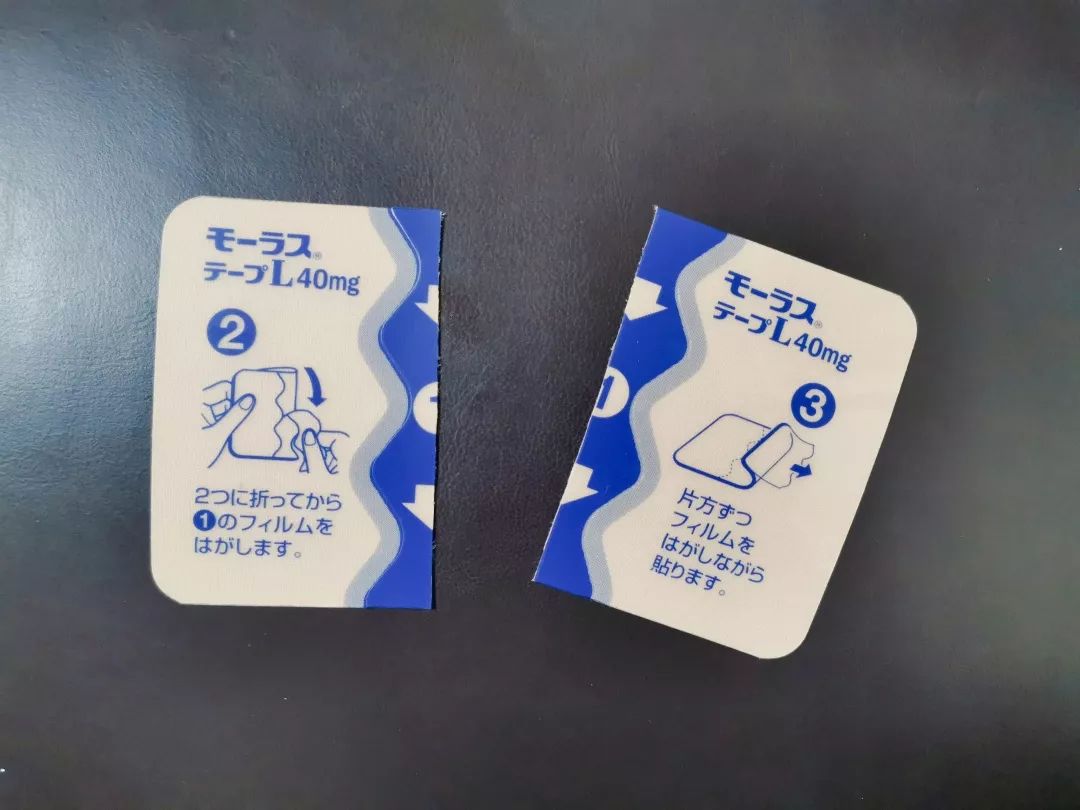 モーラス®
テープL40mg
2
2つに折ってから
1のフィルムを
はがします。
1
モーラス®
テープL40mg
3
片方ずつ
フィルムを
はがしながら
貼ります。